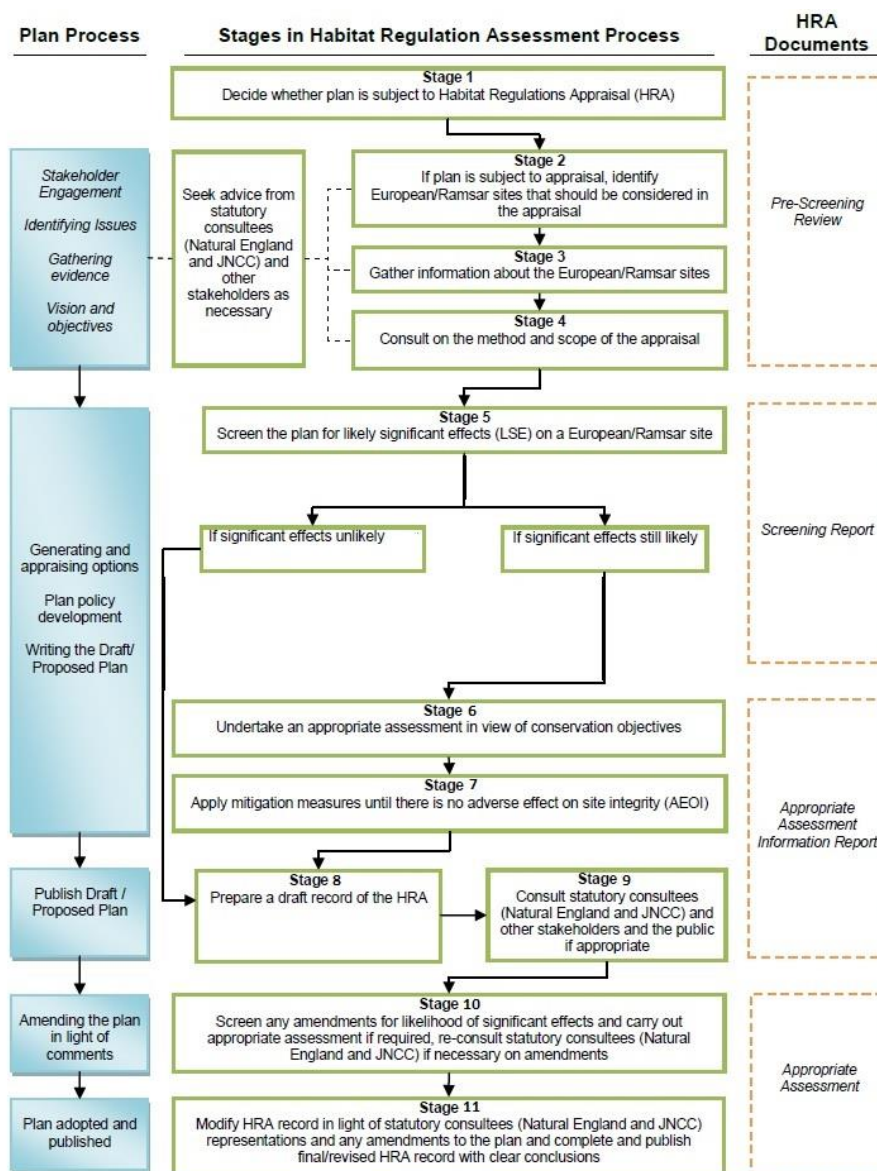 Plan Process
Stages in Habitat Regulation Assessment Process
HRA
Documents
Stage 1
Decide whether plan is subject to Habitat Regulations Appraisal (HRA)
Stakeholder
Engagement
Identifying Issues
Gathering
evidence
Vision and
objectives
Seek advice from
statutory
consultees
(Natural England
and JNCC) and
other
stakeholders as
necessary
Stage 2
If plan is subject to appraisal, identify
European/Ramsar sites that should be considered in
the appraisal
Stage 3
Gather information about the European/Ramsar sites
Stage 4
Consult on the method and scope of the appraisal
Pre-Screening
Review
Stage 5
Screen the plan for likely significant effects (LSE) on a European/Ramsar site
If significant effects unlikely
If significant effects still likely
Generating and
appraising options
Plan policy
development
Writing the Draft/
Proposed Plan
Screening Report
Stage 6
Undertake an appropriate assessment in view of conservation objectives
Stage 7
Apply mitigation measures until there is no adverse effect on site integrity (AEOI)
Appropriate
Assessment
Information Report
Publish Draft /
Proposed Plan
Stage 8
Prepare a draft record of the HRA
Stage 9
Consult statutory consultees
(Natural England and JNCC) and
other stakeholders and the public
if appropriate
Amending the plan
in light of
comments
Stage 10
Screen any amendments for likelihood of significant effects and carry out
appropriate assessment if required, re-consult statutory consultees (Natural
England and JNCC) if necessary on amendments
Appropriate
Assessment
Plan adopted and
published
Stage 11
Modify HRA record in light of statutory consultees (Natural England and JNCC)
representations and any amendments to the plan and complete and publish
final/revised HRA record with clear conclusions